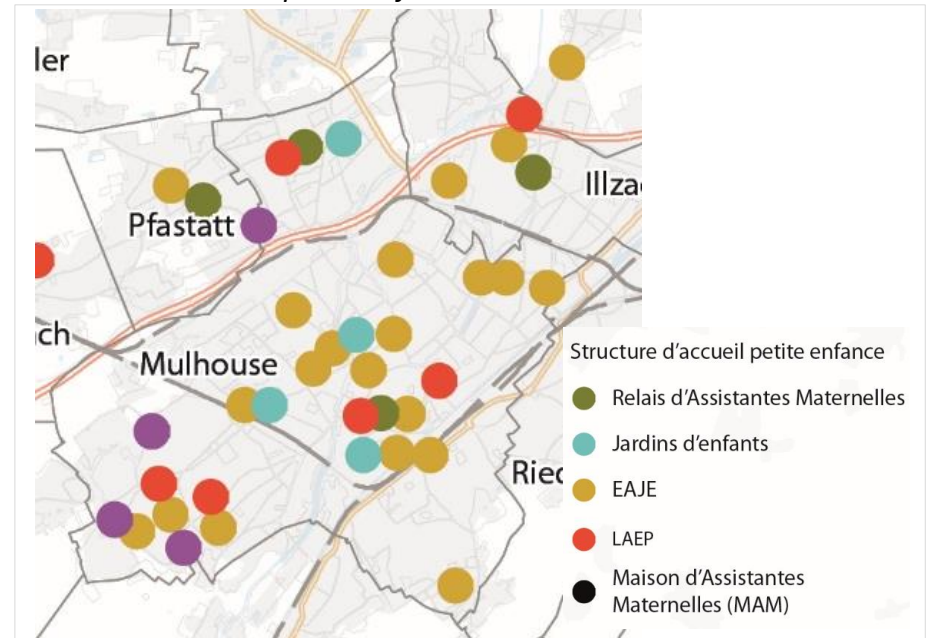 ler
Illza
Pfastatt
ch
Mulhouse
Ried
Structure d'accueil petite enfance
Relais d'Assistantes Maternelles
Jardins d'enfants
EAJE
LAEP
Maison d'Assistantes
Maternelles (MAM)